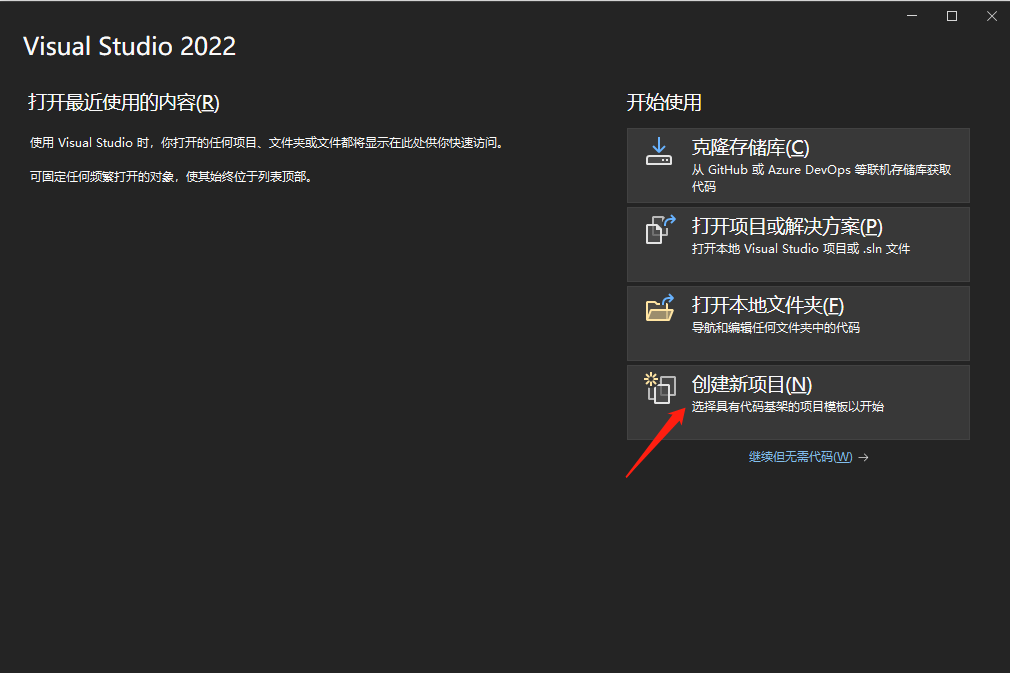 Visual Studio 2022
打开最近使用的内容(R)
使用 Visual Studio 时，你打开的任何项目、文件夹或文件都将显示在此处供你快速访问。
可固定任何频繁打开的对象，使其始终位于列表顶部。
开始使用
克隆存储库(C)
从 GitHub 或 Azure DevOps 等联机存储库获取
代码
打开项目或解决方案(P)
打开本地 Visual Studio 项目或 .sln 文件
打开本地文件夹(F)
导航和编辑任何文件夹中的代码
创建新项目(N)
选择具有代码基架的项目模板以开始
继续但无需代码(W) →